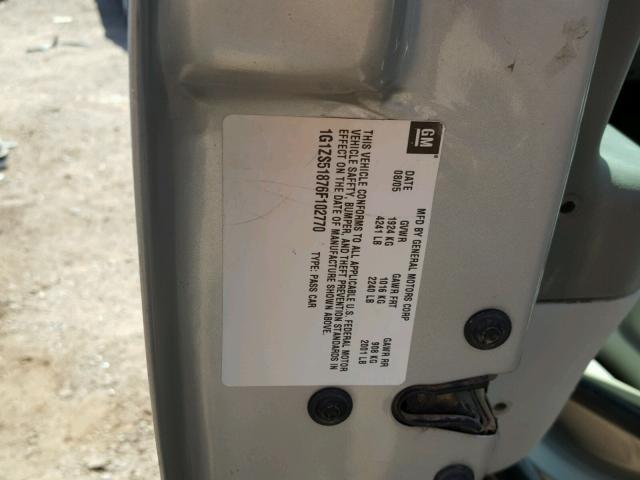 GM
MFD BY GENERAL MOTORS CORP
DATE GVWR GAWR FRT GAWR RR
08/05 1924 KG 1016 KG 908 KG
4241 LB 2240 LB 2001 LB
THIS VEHICLE CONFORMS TO ALL APPLICABLE U.S. FEDERAL MOTOR
VEHICLE SAFETY, BUMPER, AND THEFT PREVENTION STANDARDS IN
EFFECT ON THE DATE OF MANUFACTURE SHOWN ABOVE.
1G1ZS51876F102770 TYPE: PASS CAR